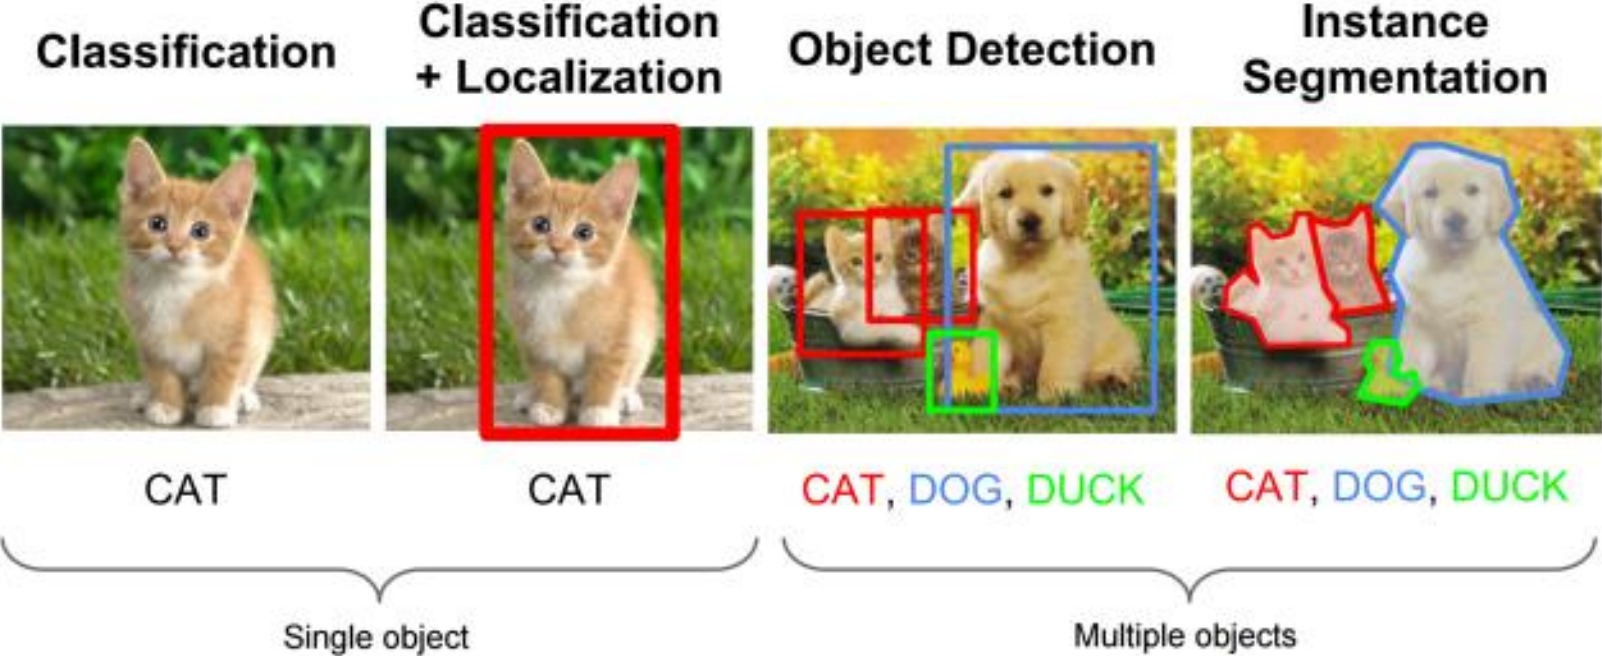 Classification
Classification
+ Localization
Object Detection
Instance
Segmentation
CAT
CAT
CAT, DOG, DUCK
CAT, DOG, DUCK
Single object
Multiple objects